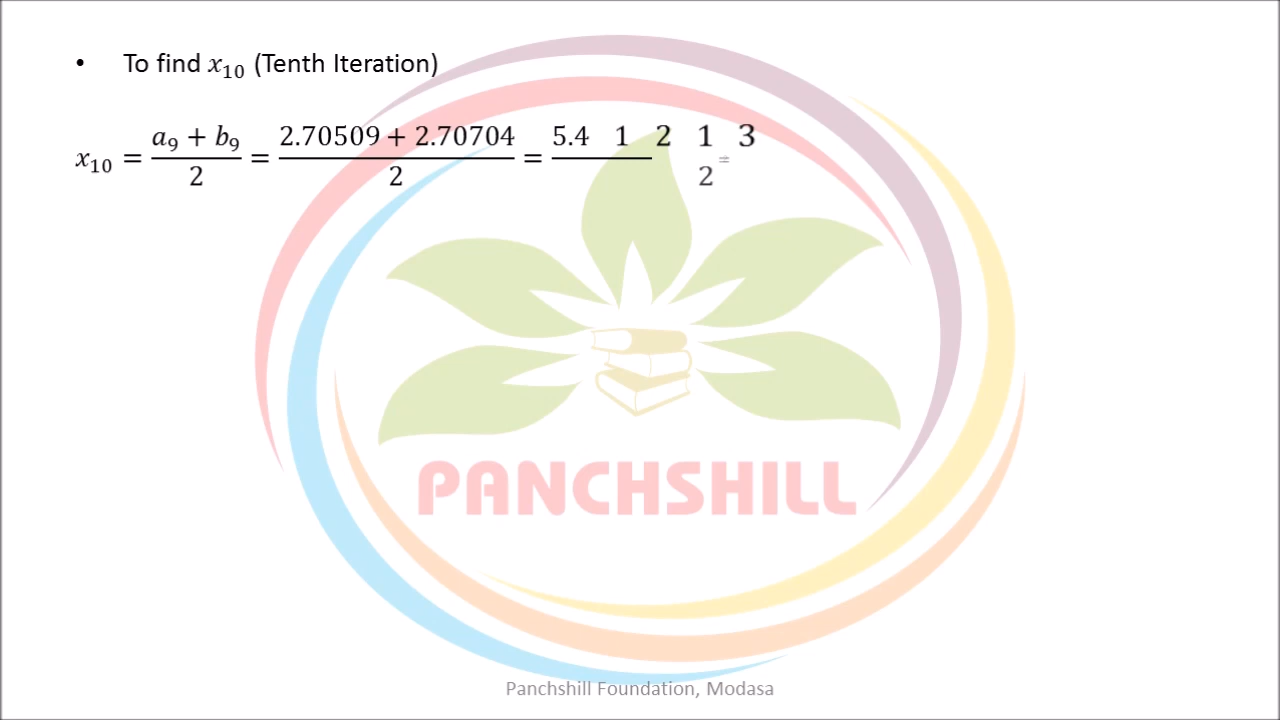 • To find x₁₀ (Tenth Iteration)
x₁₀ = (a₉ + b₉)/2 = (2.70509 + 2.70704)/2 = (5.4 1 2 1 3)/2 =
PANCHSHILL
Panchshill Foundation, Modasa